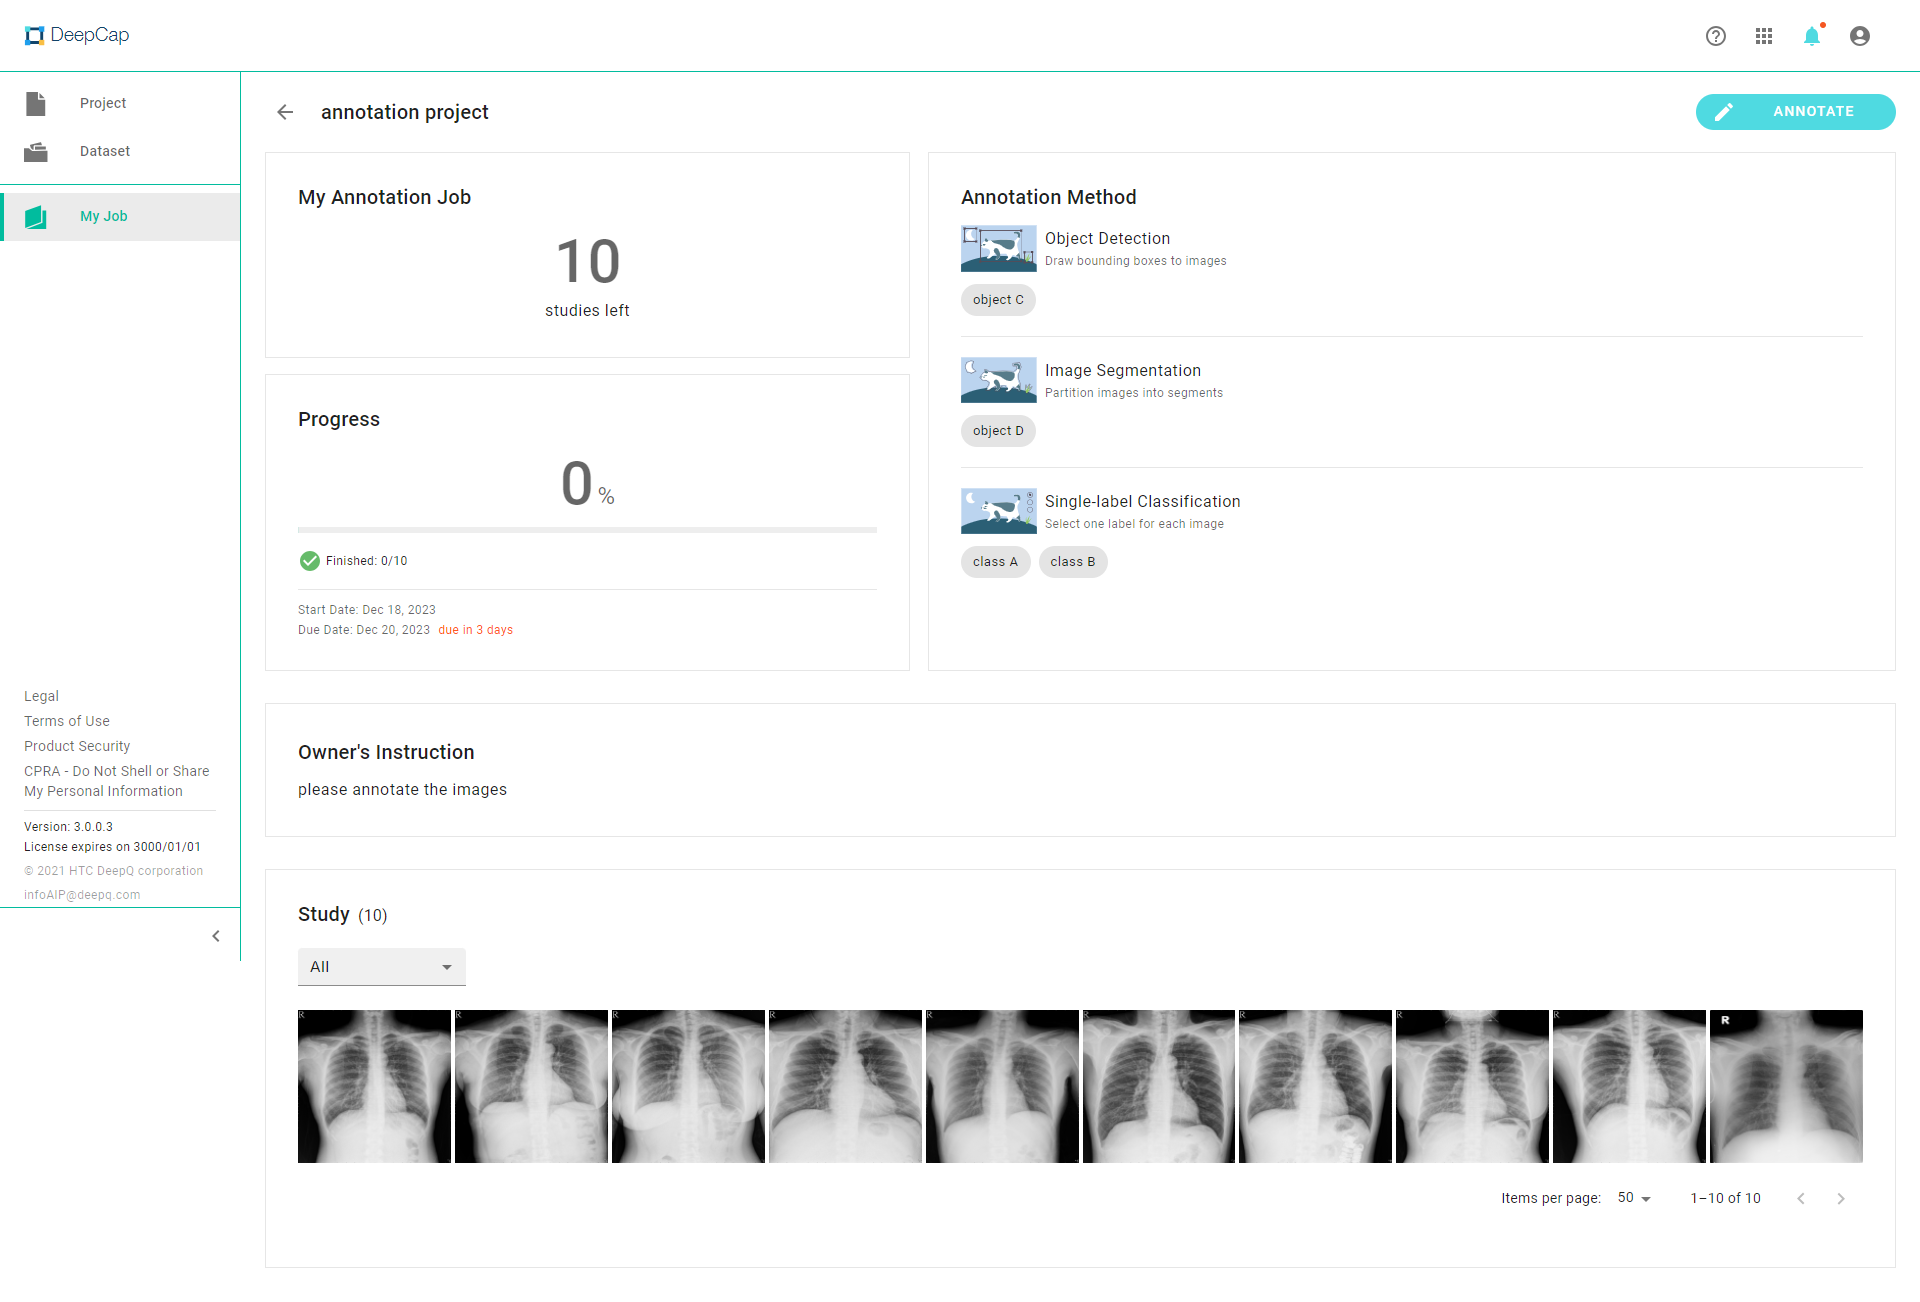 DeepCap
Project
Dataset
My Job
Legal
Terms of Use
Product Security
CPRA - Do Not Shell or Share
My Personal Information
Version: 3.0.0.3
License expires on 3000/01/01
© 2021 HTC DeepQ corporation
infoAIP@deepq.com
annotation project
ANNOTATE
My Annotation Job
10
studies left
Progress
0 %
Finished: 0/10
Start Date: Dec 18, 2023
Due Date: Dec 20, 2023 due in 3 days
Annotation Method
Object Detection
Draw bounding boxes to images
object C
Image Segmentation
Partition images into segments
object D
Single-label Classification
Select one label for each image
class A class B
Owner's Instruction
please annotate the images
Study (10)
All
R R R R R R R R R R
Items per page: 50 1–10 of 10